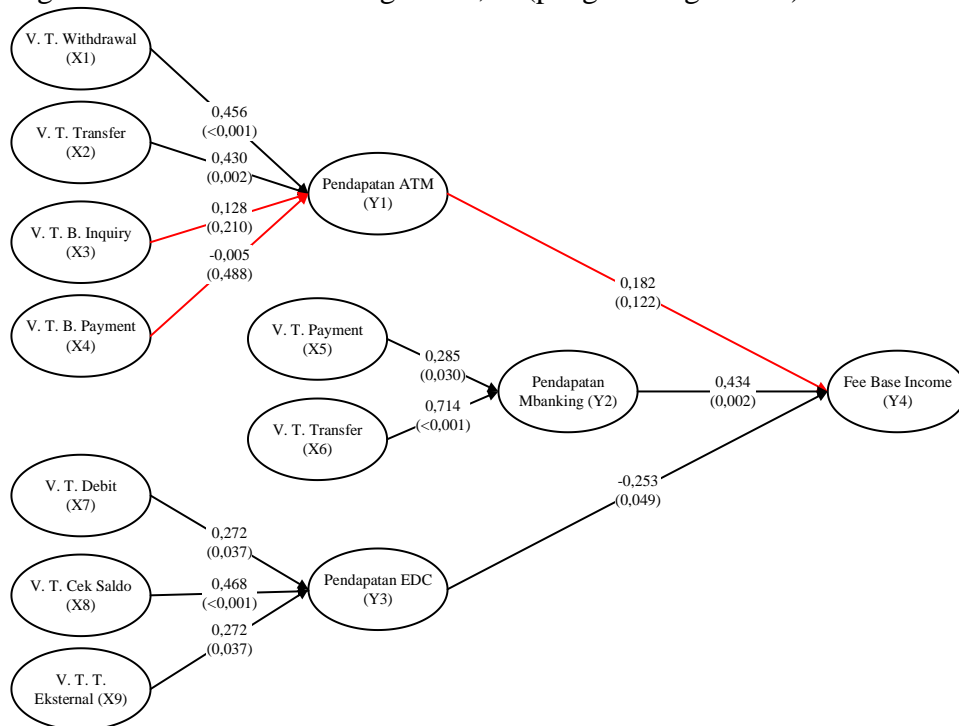 V. T. Withdrawal
(X1)
0,456
(<0,001)
V. T. Transfer
(X2)
0,430
(0,002)
Pendapatan ATM
(Y1)
0,128
(0,210)
V. T. B. Inquiry
(X3)
-0,005
(0,488)
V. T. B. Payment
(X4)
0,182
(0,122)
V. T. Payment
(X5)
0,285
(0,030)
Pendapatan
Mbanking (Y2)
0,434
(0,002)
Fee Base Income
(Y4)
0,714
(<0,001)
V. T. Transfer
(X6)
V. T. Debit
(X7)
-0,253
(0,049)
0,272
(0,037)
V. T. Cek Saldo
(X8)
0,468
(<0,001)
Pendapatan EDC
(Y3)
0,272
(0,037)
V. T. T.
Eksternal (X9)